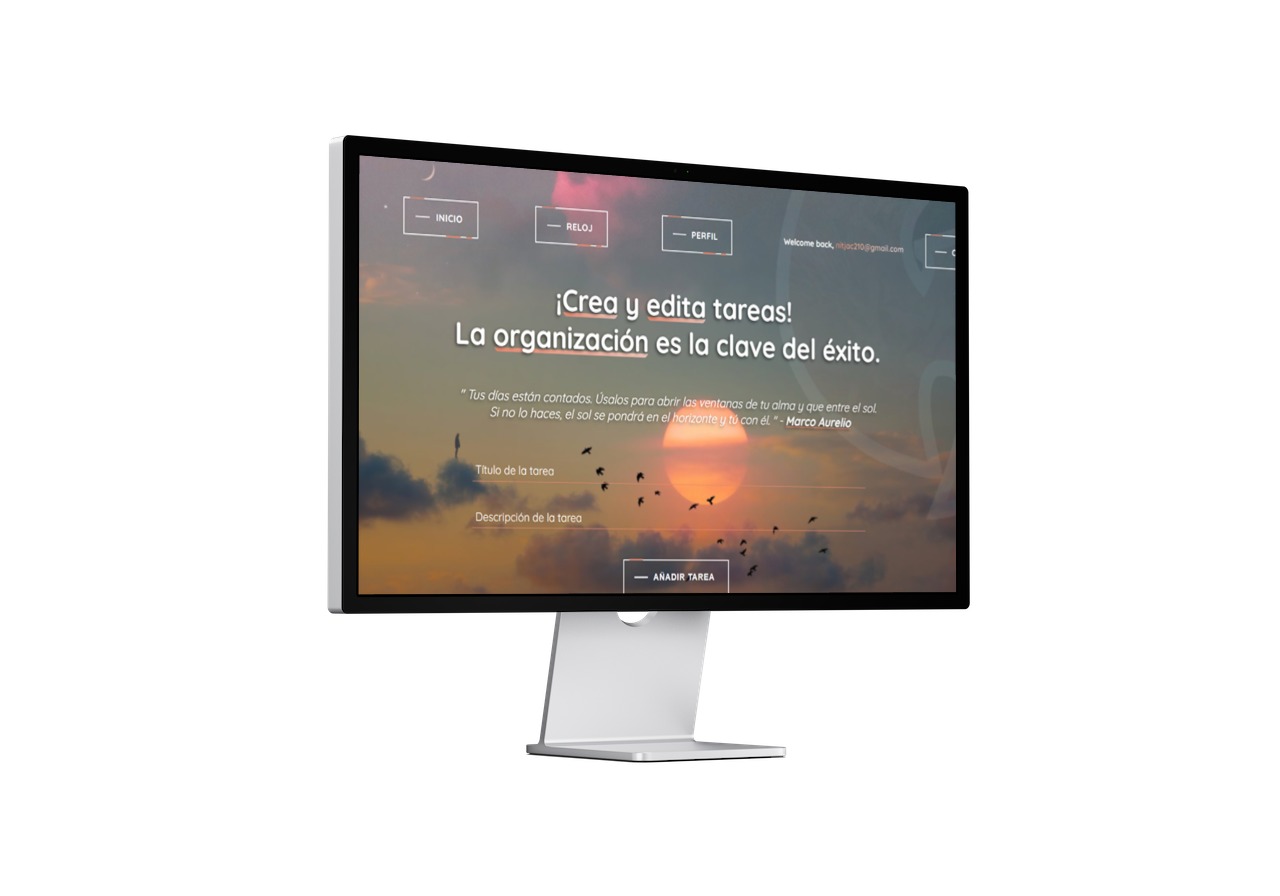 INICIO
RELOJ
PERFIL
Welcome back, nitjac210@gmail.com
¡Crea y edita tareas!
La organización es la clave del éxito.
“ Tus días están contados. Úsalos para abrir las ventanas de tu alma y que entre el sol.
Si no lo haces, el sol se pondrá en el horizonte y tú con él. “ - Marco Aurelio
Título de la tarea
Descripción de la tarea
AÑADIR TAREA